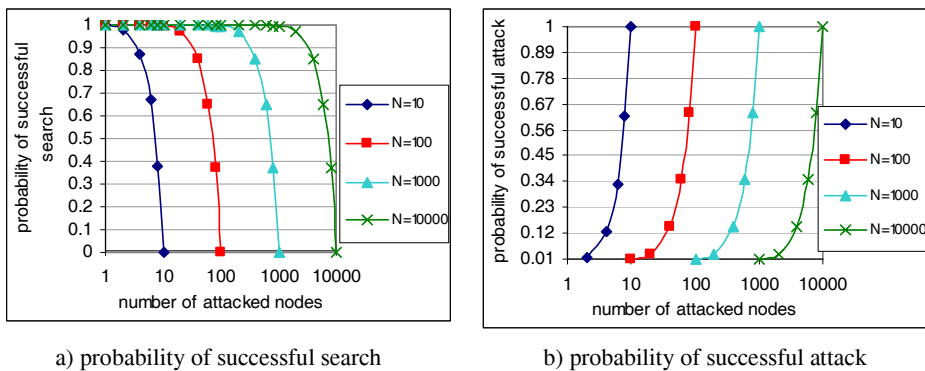 probability of successful
search
1
0.9
0.8
0.7
0.6
0.5
0.4
0.3
0.2
0.1
0
1
10
100
1000
10000
number of attacked nodes
N=10
N=100
N=1000
N=10000
a) probability of successful search
probability of successful attack
1
0.89
0.78
0.67
0.56
0.45
0.34
0.23
0.12
0.01
1
10
100
1000
10000
number of attacked nodes
N=10
N=100
N=1000
N=10000
b) probability of successful attack